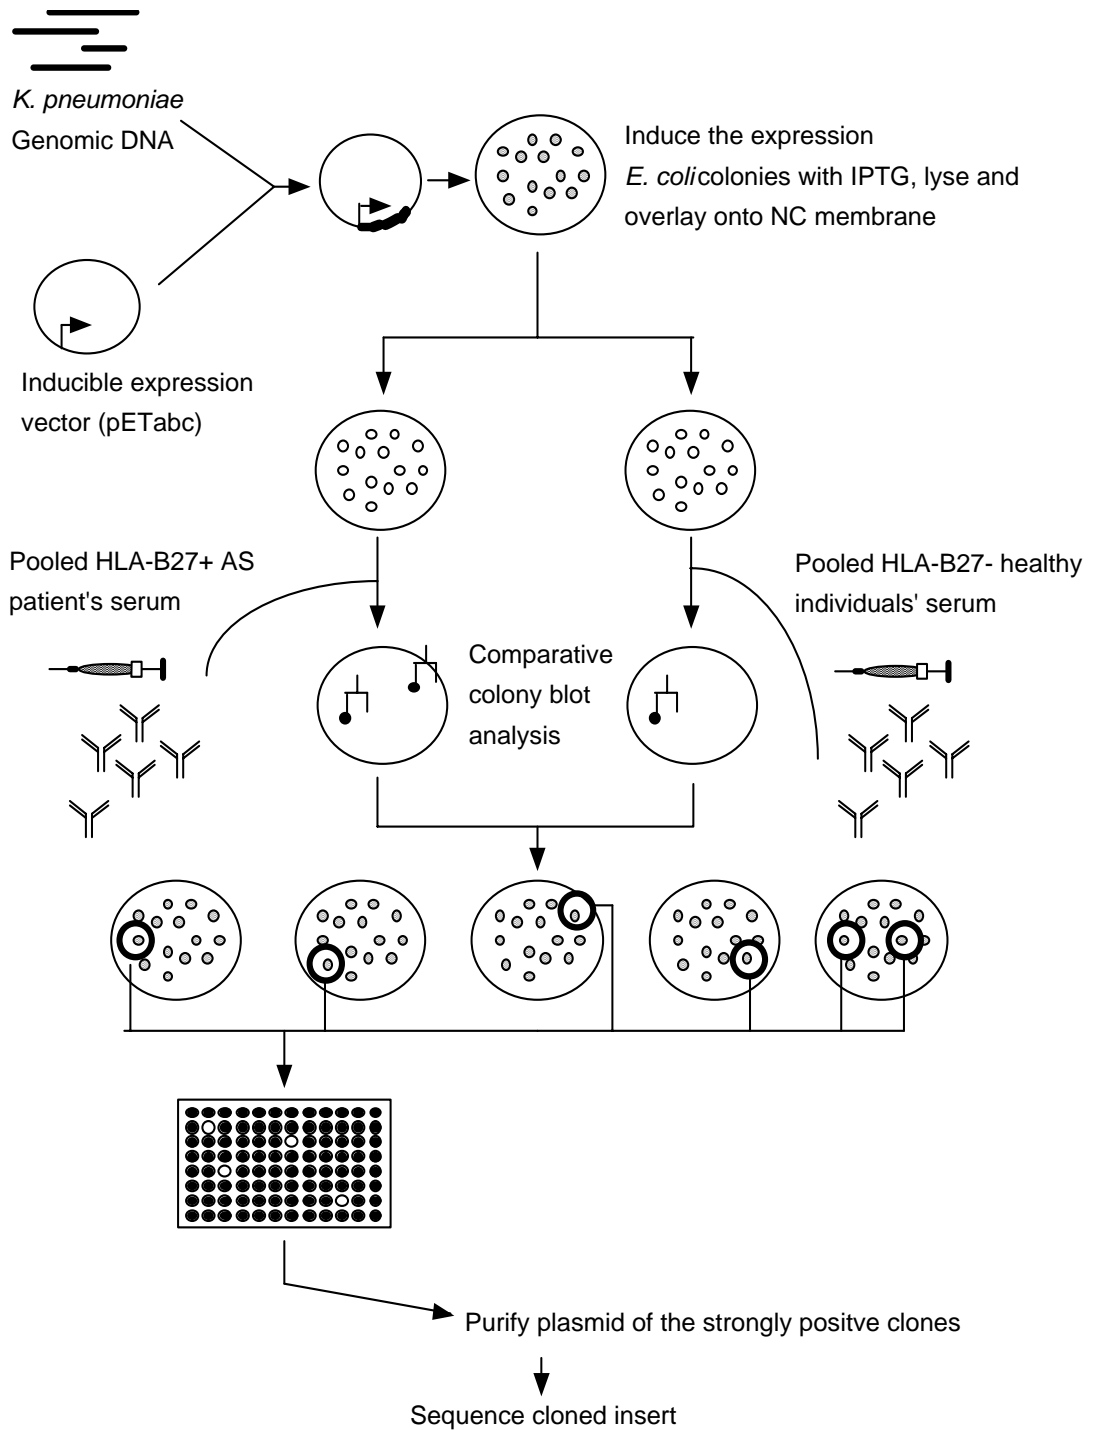 K. pneumoniae
Genomic DNA
Induce the expression
E. colicolonies with IPTG, lyse and
overlay onto NC membrane
Inducible expression
vector (pETabc)
Pooled HLA-B27+ AS
patient's serum
Pooled HLA-B27- healthy
individuals' serum
Comparative
colony blot
analysis
Purify plasmid of the strongly positve clones
Sequence cloned insert